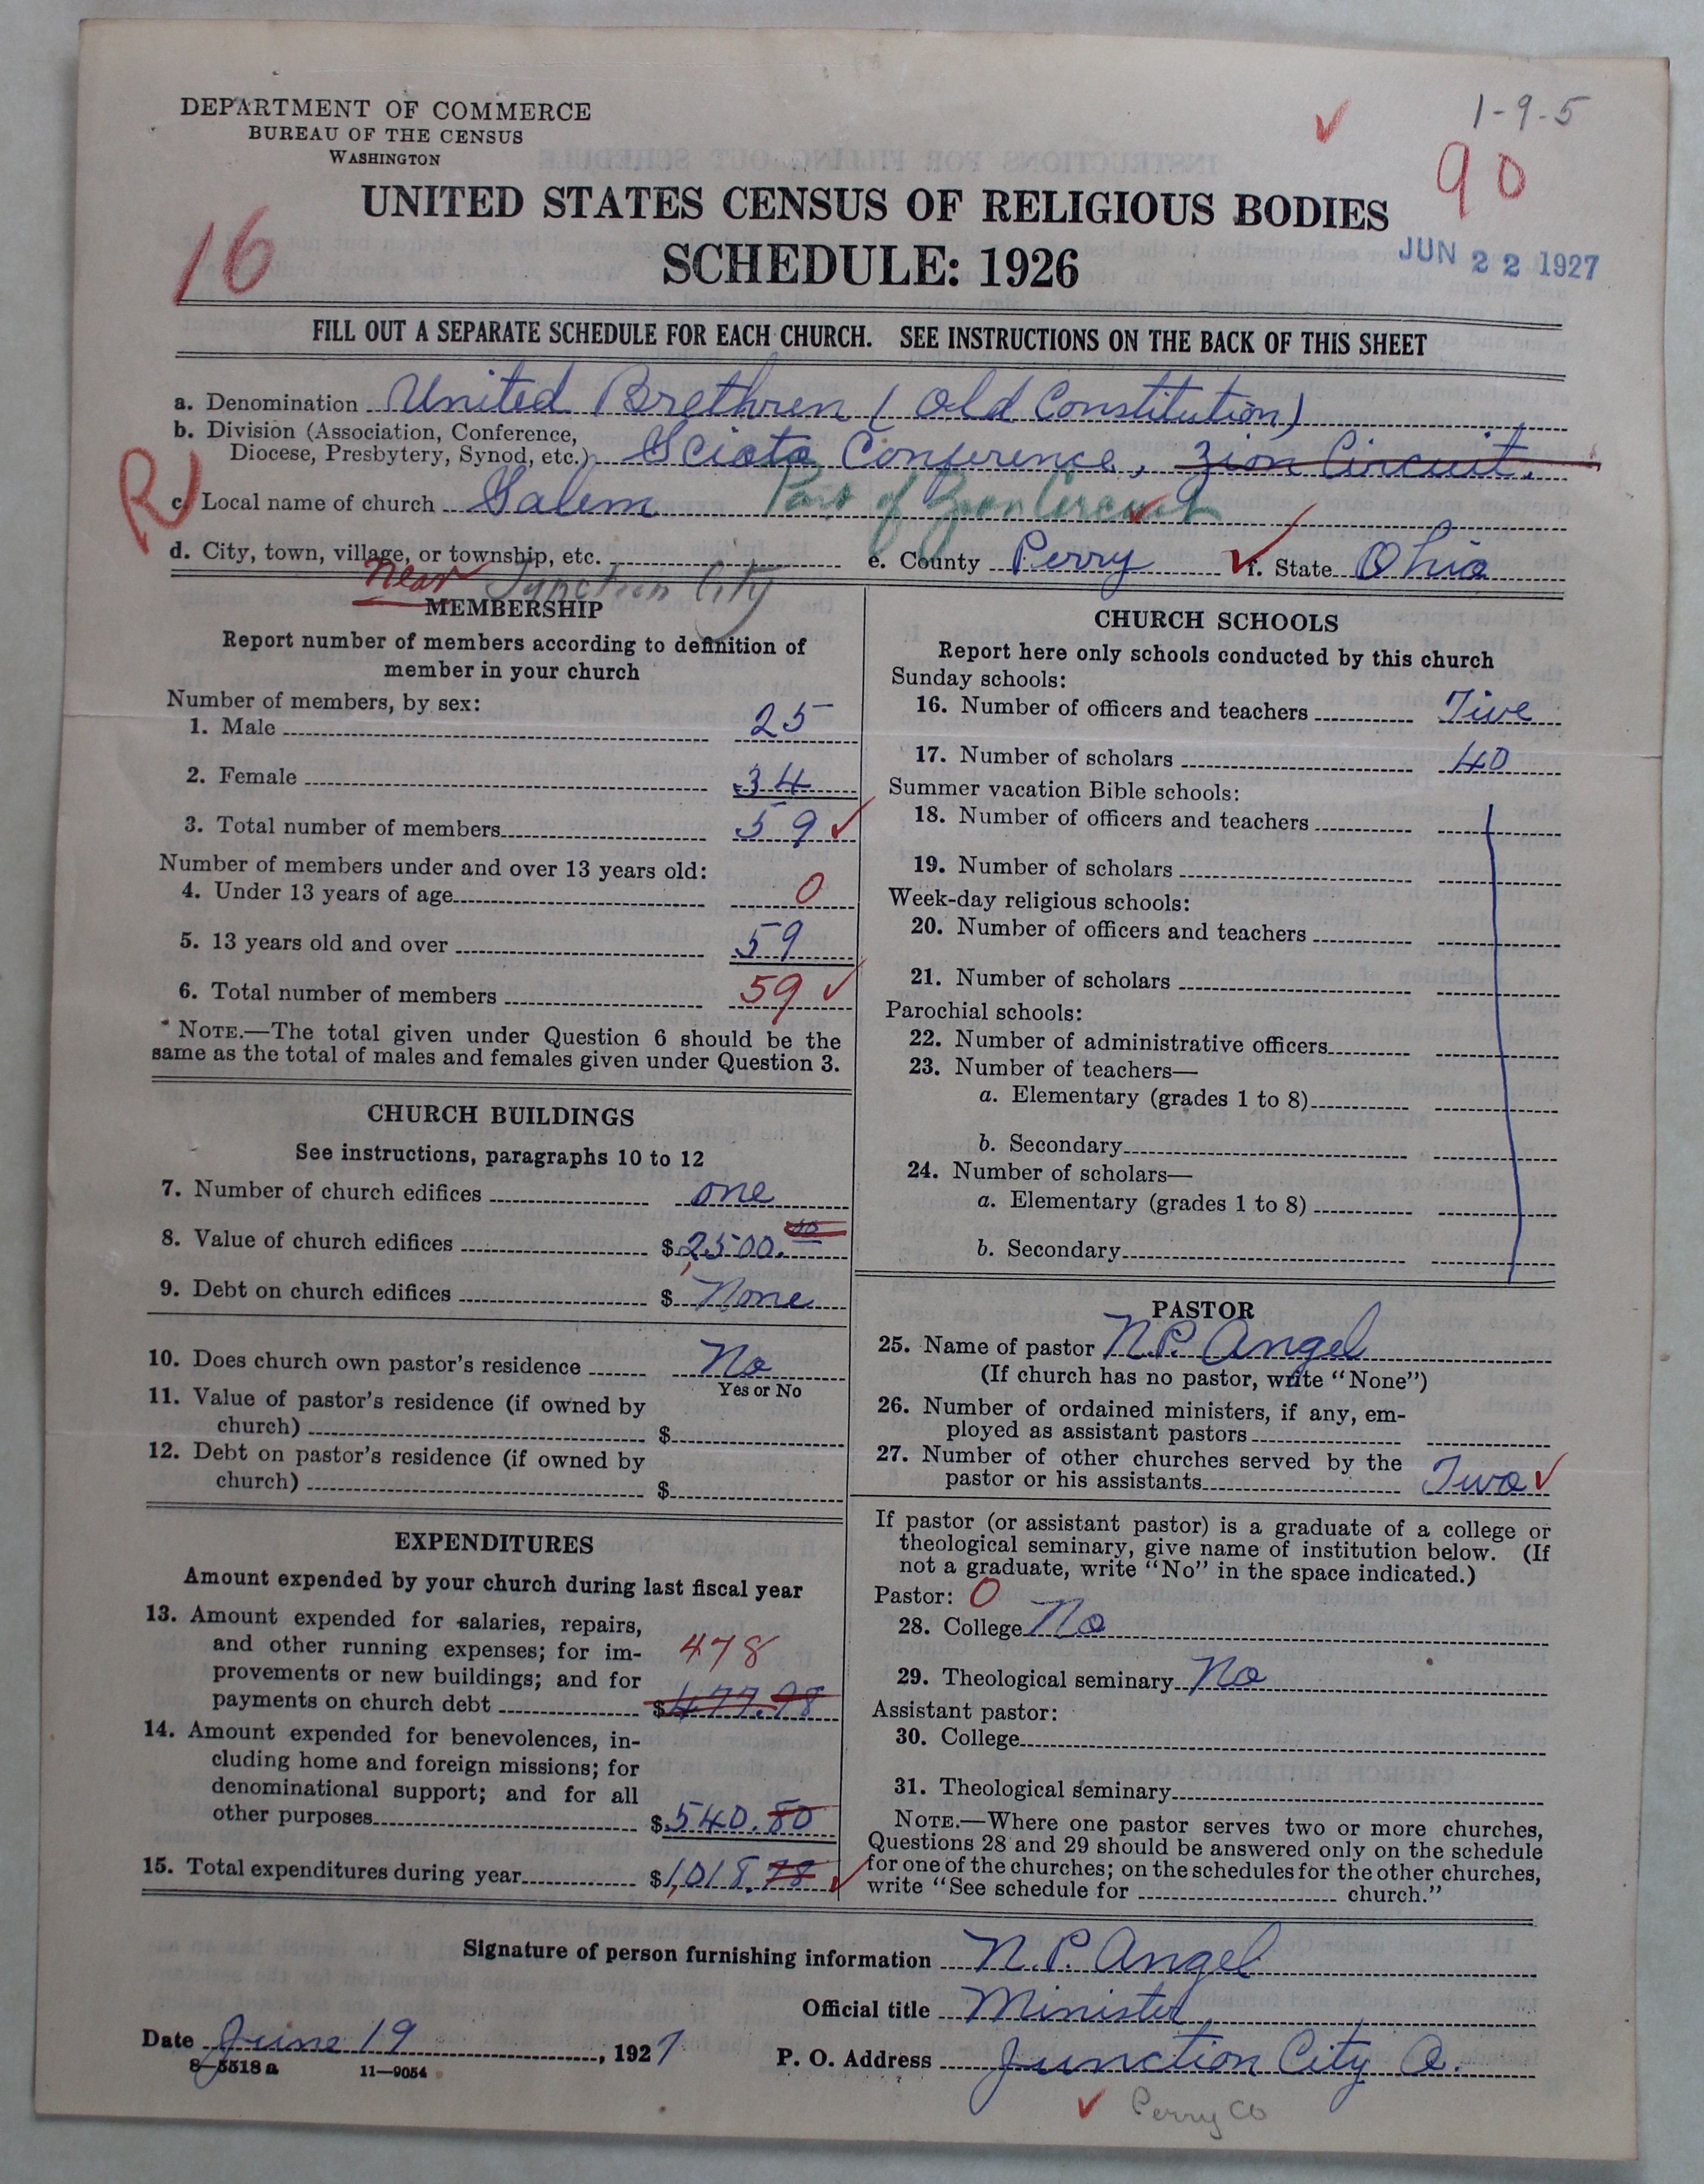 DEPARTMENT OF COMMERCE
BUREAU OF THE CENSUS
WASHINGTON
1-9-5
90
UNITED STATES CENSUS OF RELIGIOUS BODIES
SCHEDULE: 1926
16
JUN 22 1927
FILL OUT A SEPARATE SCHEDULE FOR EACH CHURCH. SEE INSTRUCTIONS ON THE BACK OF THIS SHEET
a. Denomination United Brethren (Old Constitution)
b. Division (Association, Conference,
Diocese, Presbytery, Synod, etc.) Scioto Conference, Zion Circuit.
R
c. Local name of church Salem Part of Zion Circuit
d. City, town, village, or township, etc. e. County Perry f. State Ohio
near Junction City
MEMBERSHIP
Report number of members according to definition of
member in your church
Number of members, by sex:
1. Male 25
2. Female 34
3. Total number of members 59
Number of members under and over 13 years old:
4. Under 13 years of age 0
5. 13 years old and over 59
6. Total number of members 59
NOTE.—The total given under Question 6 should be the
same as the total of males and females given under Question 3.
CHURCH BUILDINGS
See instructions, paragraphs 10 to 12
7. Number of church edifices one
8. Value of church edifices $2,500.00
9. Debt on church edifices $ None
10. Does church own pastor's residence No
Yes or No
11. Value of pastor's residence (if owned by
church) $
12. Debt on pastor's residence (if owned by
church) $
EXPENDITURES
Amount expended by your church during last fiscal year
13. Amount expended for salaries, repairs,
and other running expenses; for im-
provements or new buildings; and for
478
payments on church debt $477.98
14. Amount expended for benevolences, in-
cluding home and foreign missions; for
denominational support; and for all
other purposes $540.80
15. Total expenditures during year $1,018.78
CHURCH SCHOOLS
Report here only schools conducted by this church
Sunday schools:
16. Number of officers and teachers Five
17. Number of scholars 40
Summer vacation Bible schools:
18. Number of officers and teachers
19. Number of scholars
Week-day religious schools:
20. Number of officers and teachers
21. Number of scholars
Parochial schools:
22. Number of administrative officers
23. Number of teachers—
a. Elementary (grades 1 to 8)
b. Secondary
24. Number of scholars—
a. Elementary (grades 1 to 8)
b. Secondary
PASTOR
25. Name of pastor N.P. Angel
(If church has no pastor, write "None")
26. Number of ordained ministers, if any, em-
ployed as assistant pastors
27. Number of other churches served by the
pastor or his assistants Two
If pastor (or assistant pastor) is a graduate of a college or
theological seminary, give name of institution below. (If
not a graduate, write "No" in the space indicated.)
Pastor: 0
28. College No
29. Theological seminary No
Assistant pastor:
30. College
31. Theological seminary
NOTE.—Where one pastor serves two or more churches,
Questions 28 and 29 should be answered only on the schedule
for one of the churches; on the schedules for the other churches,
write "See schedule for church."
Signature of person furnishing information N.P. Angel
Official title Minister
Date June 19, 1927
P. O. Address Junction City O.
8-5518 a 11-9054
Perry Co